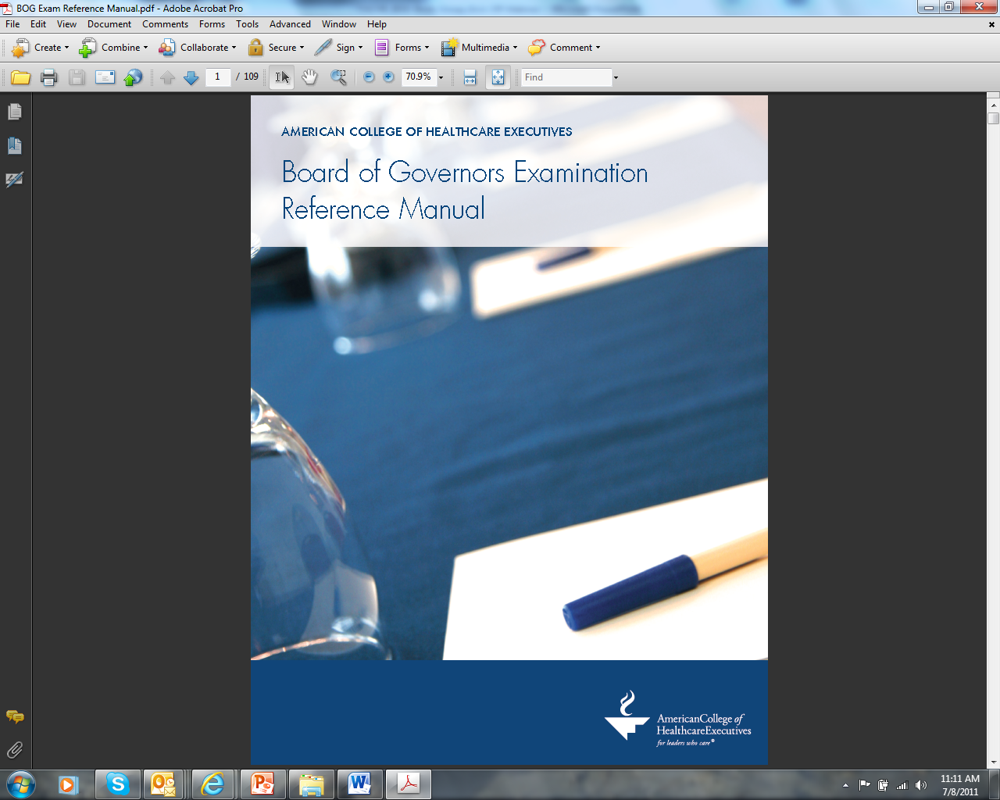 BOG Exam Reference Manual.pdf - Adobe Acrobat Pro
File Edit View Document Comments Forms Tools Advanced Window Help
Create Combine Collaborate Secure Sign Forms Multimedia Comment
1 / 109 70.9% Find
AMERICAN COLLEGE OF HEALTHCARE EXECUTIVES
Board of Governors Examination
Reference Manual
AmericanCollege of
HealthcareExecutives
for leaders who care®
11:11 AM
7/8/2011